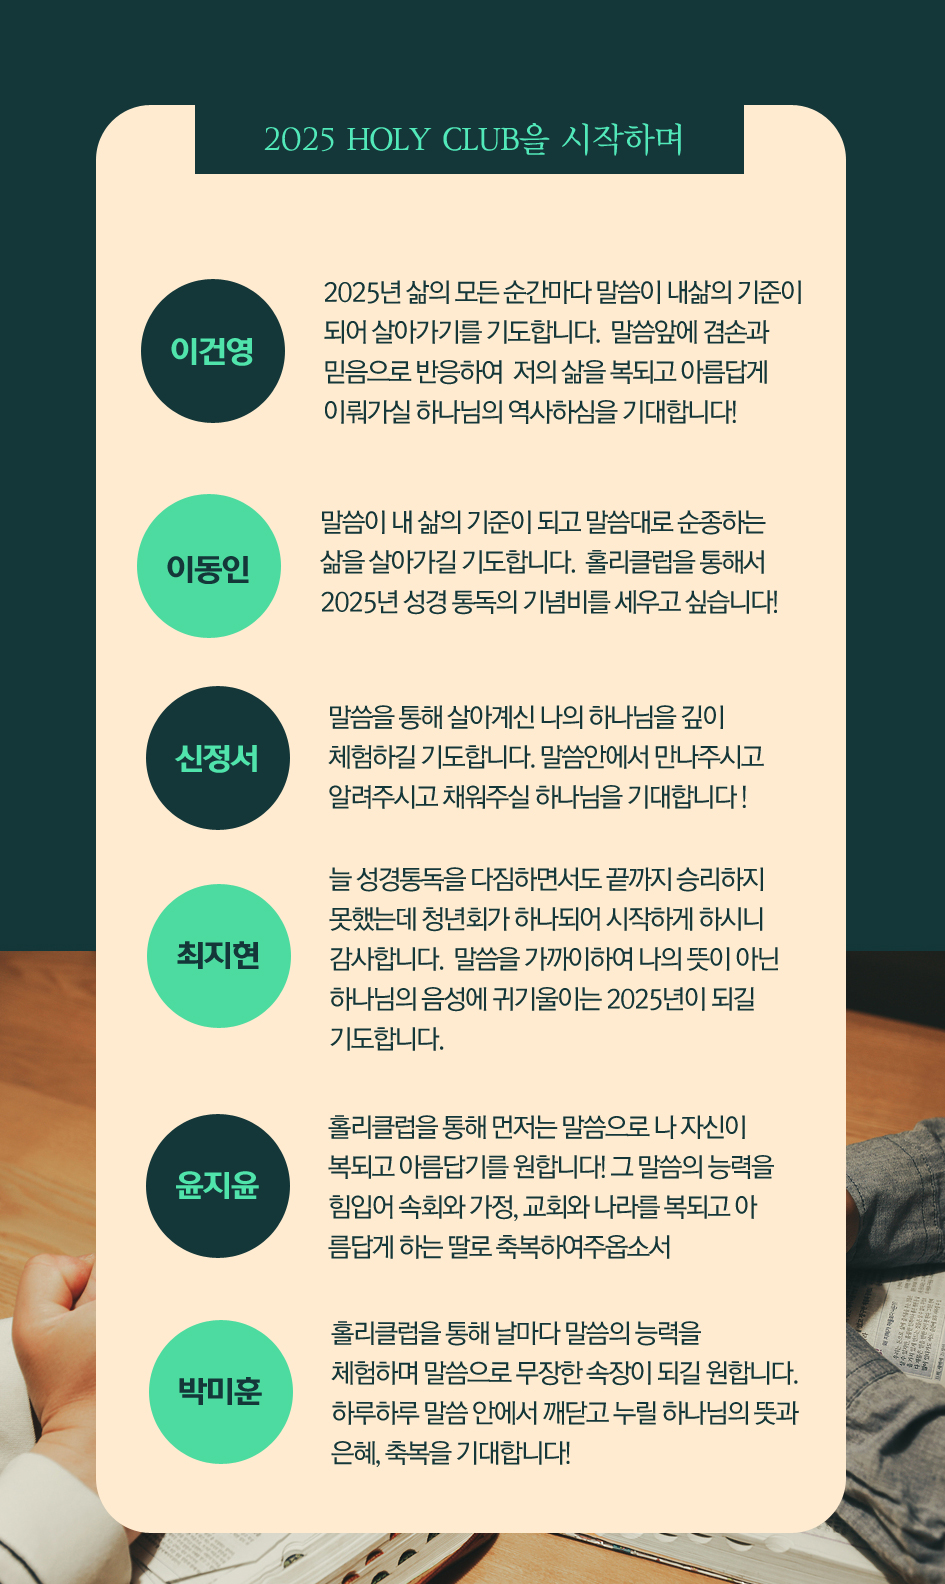 2025 HOLY CLUB을 시작하며
이건영
2025년 삶의 모든 순간마다 말씀이 내삶의 기준이
되어 살아가기를 기도합니다. 말씀앞에 겸손과
믿음으로 반응하여 저의 삶을 복되고 아름답게
이뤄가실 하나님의 역사하심을 기대합니다!
이동인
말씀이 내 삶의 기준이 되고 말씀대로 순종하는
삶을 살아가길 기도합니다. 홀리클럽을 통해서
2025년 성경 통독의 기념비를 세우고 싶습니다!
신정서
말씀을 통해 살아계신 나의 하나님을 깊이
체험하길 기도합니다. 말씀안에서 만나주시고
알려주시고 채워주실 하나님을 기대합니다 !
최지현
늘 성경통독을 다짐하면서도 끝까지 승리하지
못했는데 청년회가 하나되어 시작하게 하시니
감사합니다. 말씀을 가까이하여 나의 뜻이 아닌
하나님의 음성에 귀기울이는 2025년이 되길
기도합니다.
윤지윤
홀리클럽을 통해 먼저는 말씀으로 나 자신이
복되고 아름답기를 원합니다! 그 말씀의 능력을
힘입어 속회와 가정, 교회와 나라를 복되고 아
름답게 하는 딸로 축복하여주옵소서
박미훈
홀리클럽을 통해 날마다 말씀의 능력을
체험하며 말씀으로 무장한 속장이 되길 원합니다.
하루하루 말씀 안에서 깨닫고 누릴 하나님의 뜻과
은혜, 축복을 기대합니다!